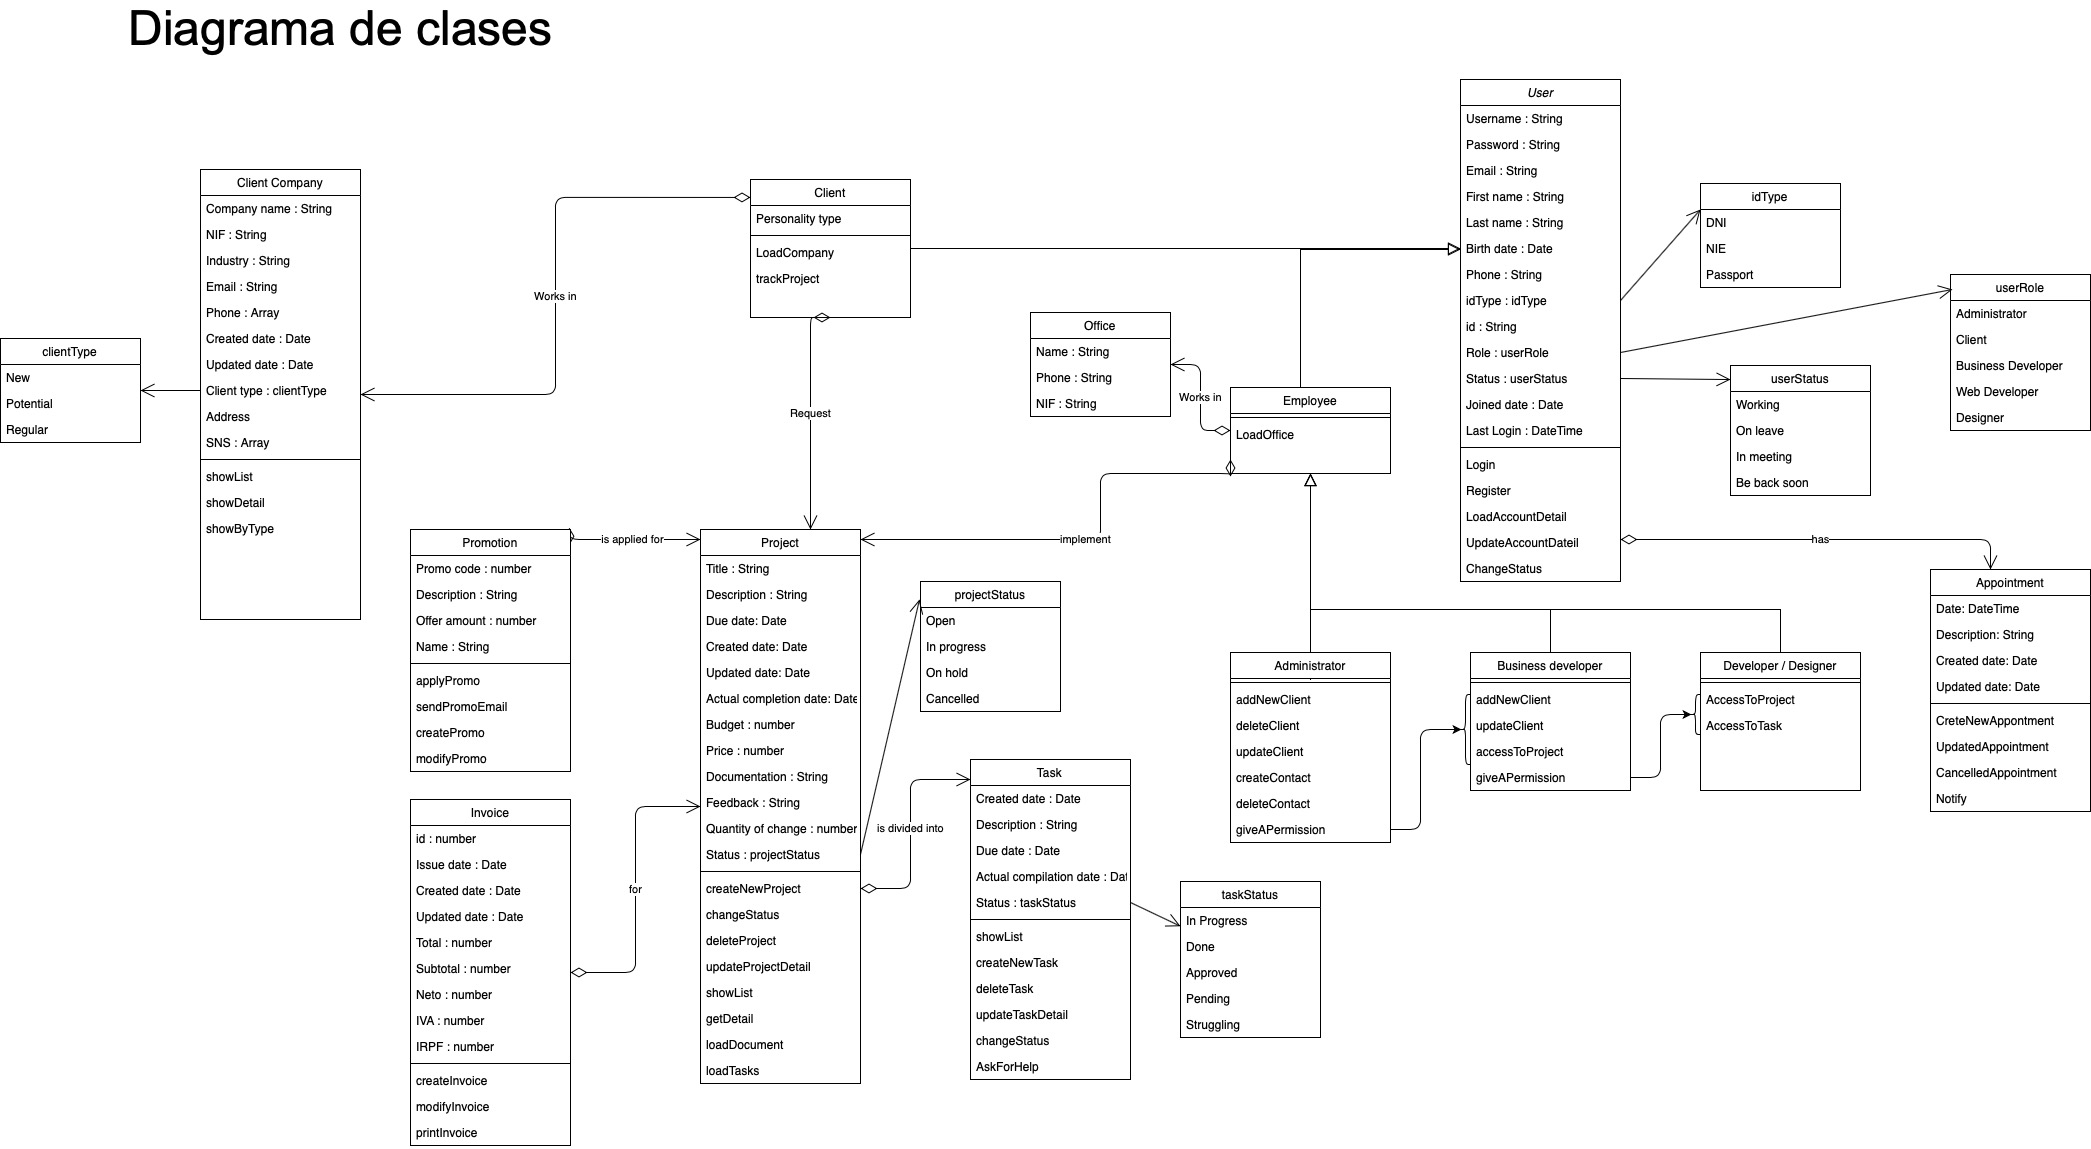 Diagrama de clases
Client Company
Company name : String
NIF : String
Industry : String
Email : String
Phone : Array
Created date : Date
Updated date : Date
Client type : clientType
Address
SNS : Array
showList
showDetail
showByType
clientType
New
Potential
Regular
Works in
Client
Personality type
LoadCompany
trackProject
Request
User
Username : String
Password : String
Email : String
First name : String
Last name : String
Birth date : Date
Phone : String
idType : idType
id : String
Role : userRole
Status : userStatus
Joined date : Date
Last Login : DateTime
Login
Register
LoadAccountDetail
UpdateAccountDateil
ChangeStatus
idType
DNI
NIE
Passport
userRole
Administrator
Client
Business Developer
Web Developer
Designer
userStatus
Working
On leave
In meeting
Be back soon
has
Appointment
Date: DateTime
Description: String
Created date: Date
Updated date: Date
CreteNewAppontment
UpdatedAppointment
CancelledAppointment
Notify
Office
Name : String
Phone : String
NIF : String
Works in
Employee
LoadOffice
implement
Promotion
Promo code : number
Description : String
Offer amount : number
Name : String
applyPromo
sendPromoEmail
createPromo
modifyPromo
is applied for
Project
Title : String
Description : String
Due date: Date
Created date: Date
Updated date: Date
Actual completion date: Date
Budget : number
Price : number
Documentation : String
Feedback : String
Quantity of change : number
Status : projectStatus
createNewProject
changeStatus
deleteProject
updateProjectDetail
showList
getDetail
loadDocument
loadTasks
projectStatus
Open
In progress
On hold
Cancelled
Invoice
id : number
Issue date : Date
Created date : Date
Updated date : Date
Total : number
Subtotal : number
Neto : number
IVA : number
IRPF : number
createInvoice
modifyInvoice
printInvoice
for
is divided into
Task
Created date : Date
Description : String
Due date : Date
Actual compilation date : Dat
Status : taskStatus
showList
createNewTask
deleteTask
updateTaskDetail
changeStatus
AskForHelp
taskStatus
In Progress
Done
Approved
Pending
Struggling
Administrator
addNewClient
deleteClient
updateClient
createContact
deleteContact
giveAPermission
Business developer
addNewClient
updateClient
accessToProject
giveAPermission
Developer / Designer
AccessToProject
AccessToTask